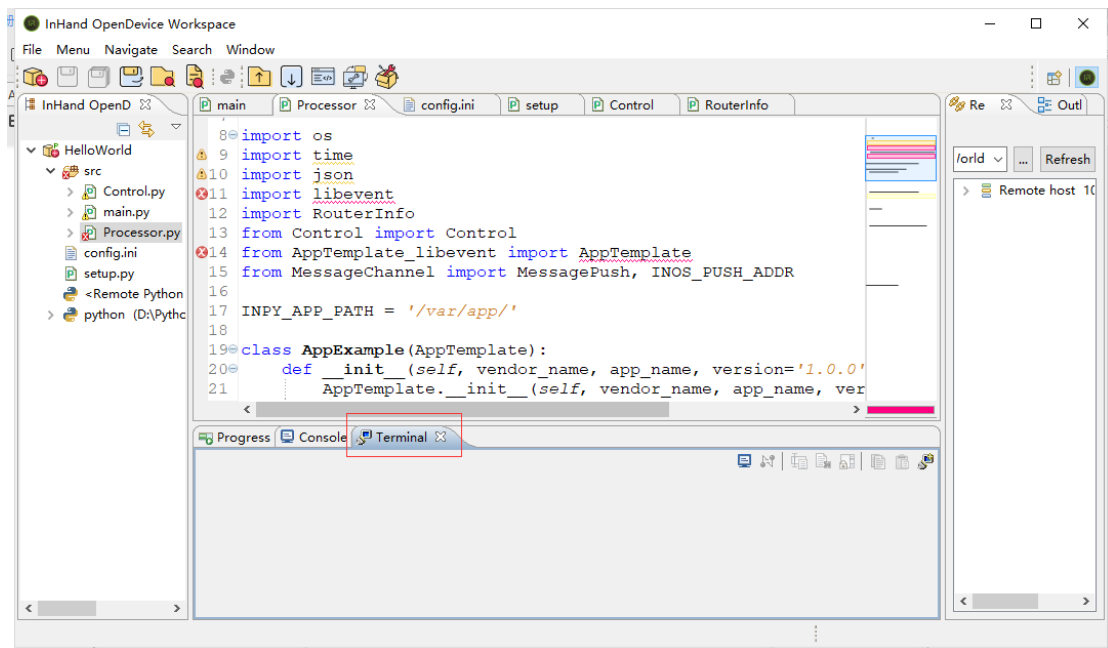 InHand OpenDevice Workspace
File Menu Navigate Search Window
InHand OpenD
main Processor config.ini setup Control RouterInfo
Re Outl
HelloWorld
src
Control.py
main.py
Processor.py
config.ini
setup.py
<Remote Python
python (D:\Pythc
8 import os
9 import time
10 import json
11 import libevent
12 import RouterInfo
13 from Control import Control
14 from AppTemplate_libevent import AppTemplate
15 from MessageChannel import MessagePush, INOS_PUSH_ADDR
16
17 INPY_APP_PATH = '/var/app/'
18
19 class AppExample(AppTemplate):
20 def __init__(self, vendor_name, app_name, version='1.0.0'
21 AppTemplate.__init__(self, vendor_name, app_name, ver
/orld ... Refresh
Remote host 10
Progress Console Terminal